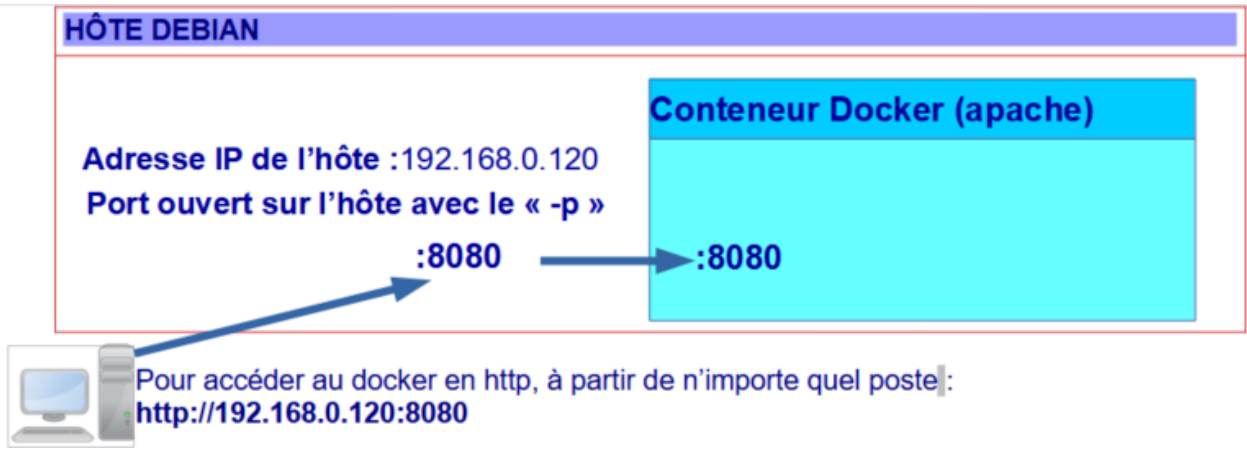 HÔTE DEBIAN
Conteneur Docker (apache)
Adresse IP de l’hôte :192.168.0.120
Port ouvert sur l’hôte avec le « -p »
:8080
:8080
Pour accéder au docker en http, à partir de n’importe quel poste :
http://192.168.0.120:8080